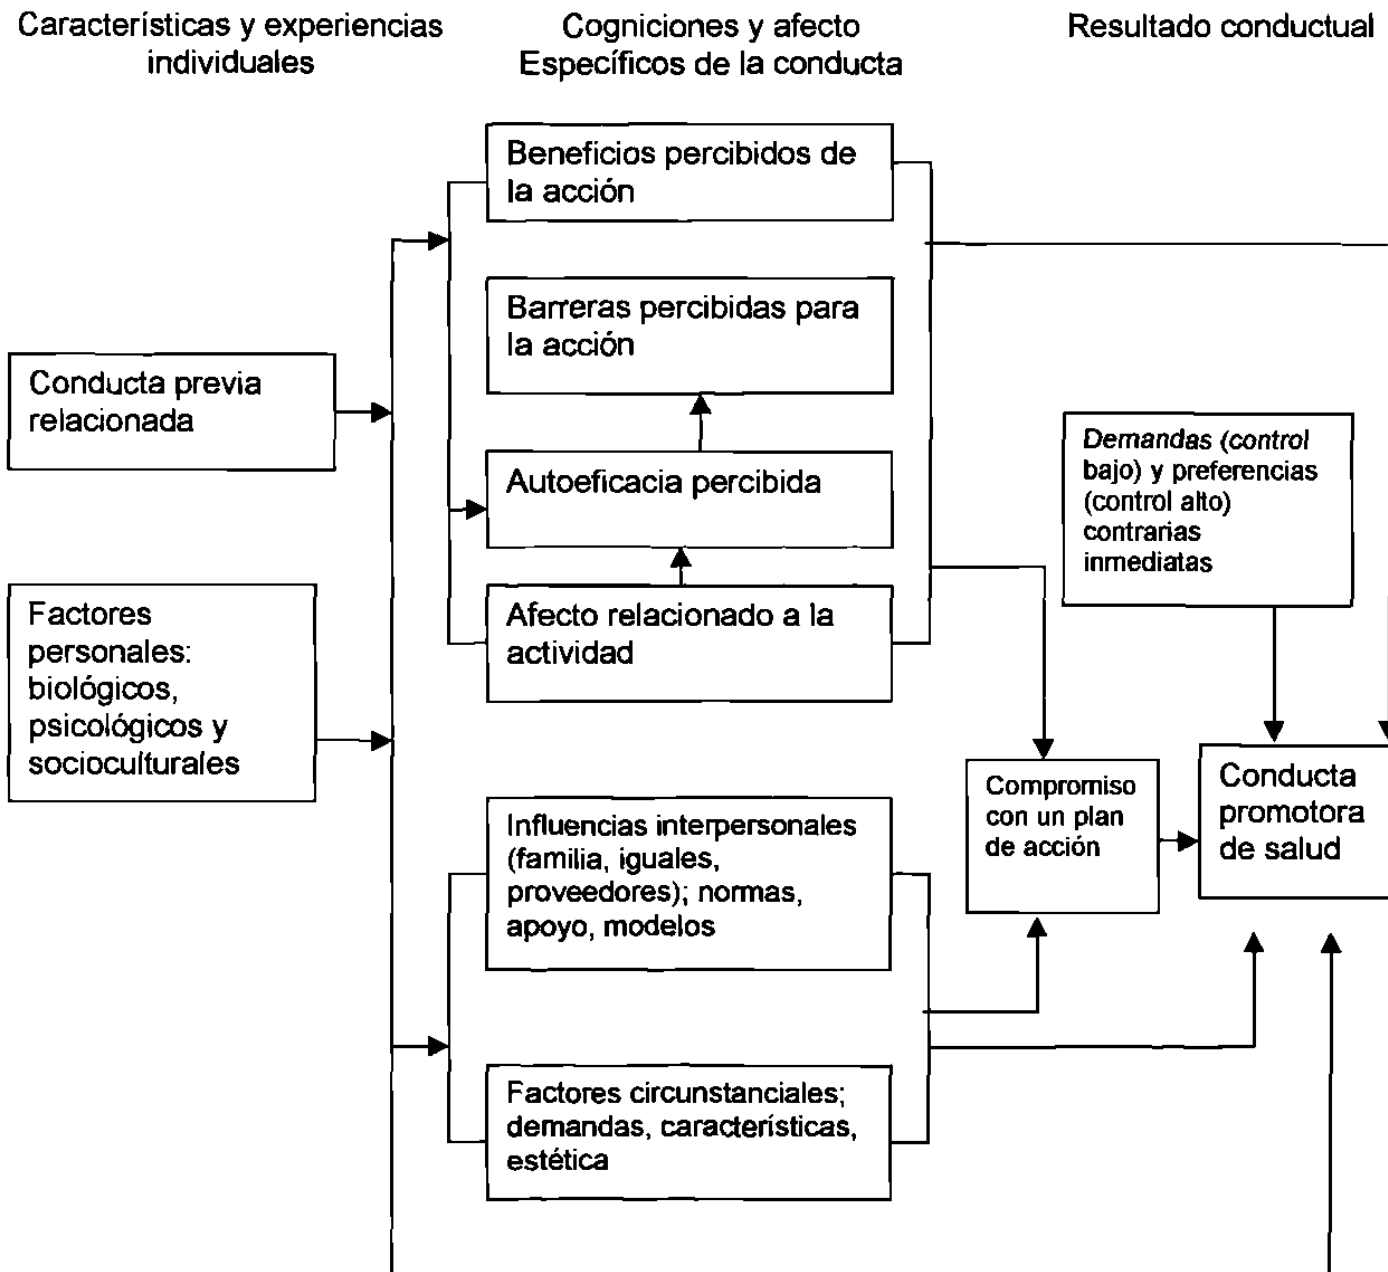 Características y experiencias
individuales
Cogniciones y afecto
Específicos de la conducta
Resultado conductual
Beneficios percibidos de
la acción
Barreras percibidas para
la acción
Conducta previa
relacionada
Autoeficacia percibida
Demandas (control
bajo) y preferencias
(control alto)
contrarias
inmediatas
Factores
personales:
biológicos,
psicológicos y
socioculturales
Afecto relacionado a la
actividad
Compromiso
con un plan
de acción
Conducta
promotora
de salud
Influencias interpersonales
(familia, iguales,
proveedores); normas,
apoyo, modelos
Factores circunstanciales;
demandas, características,
estética